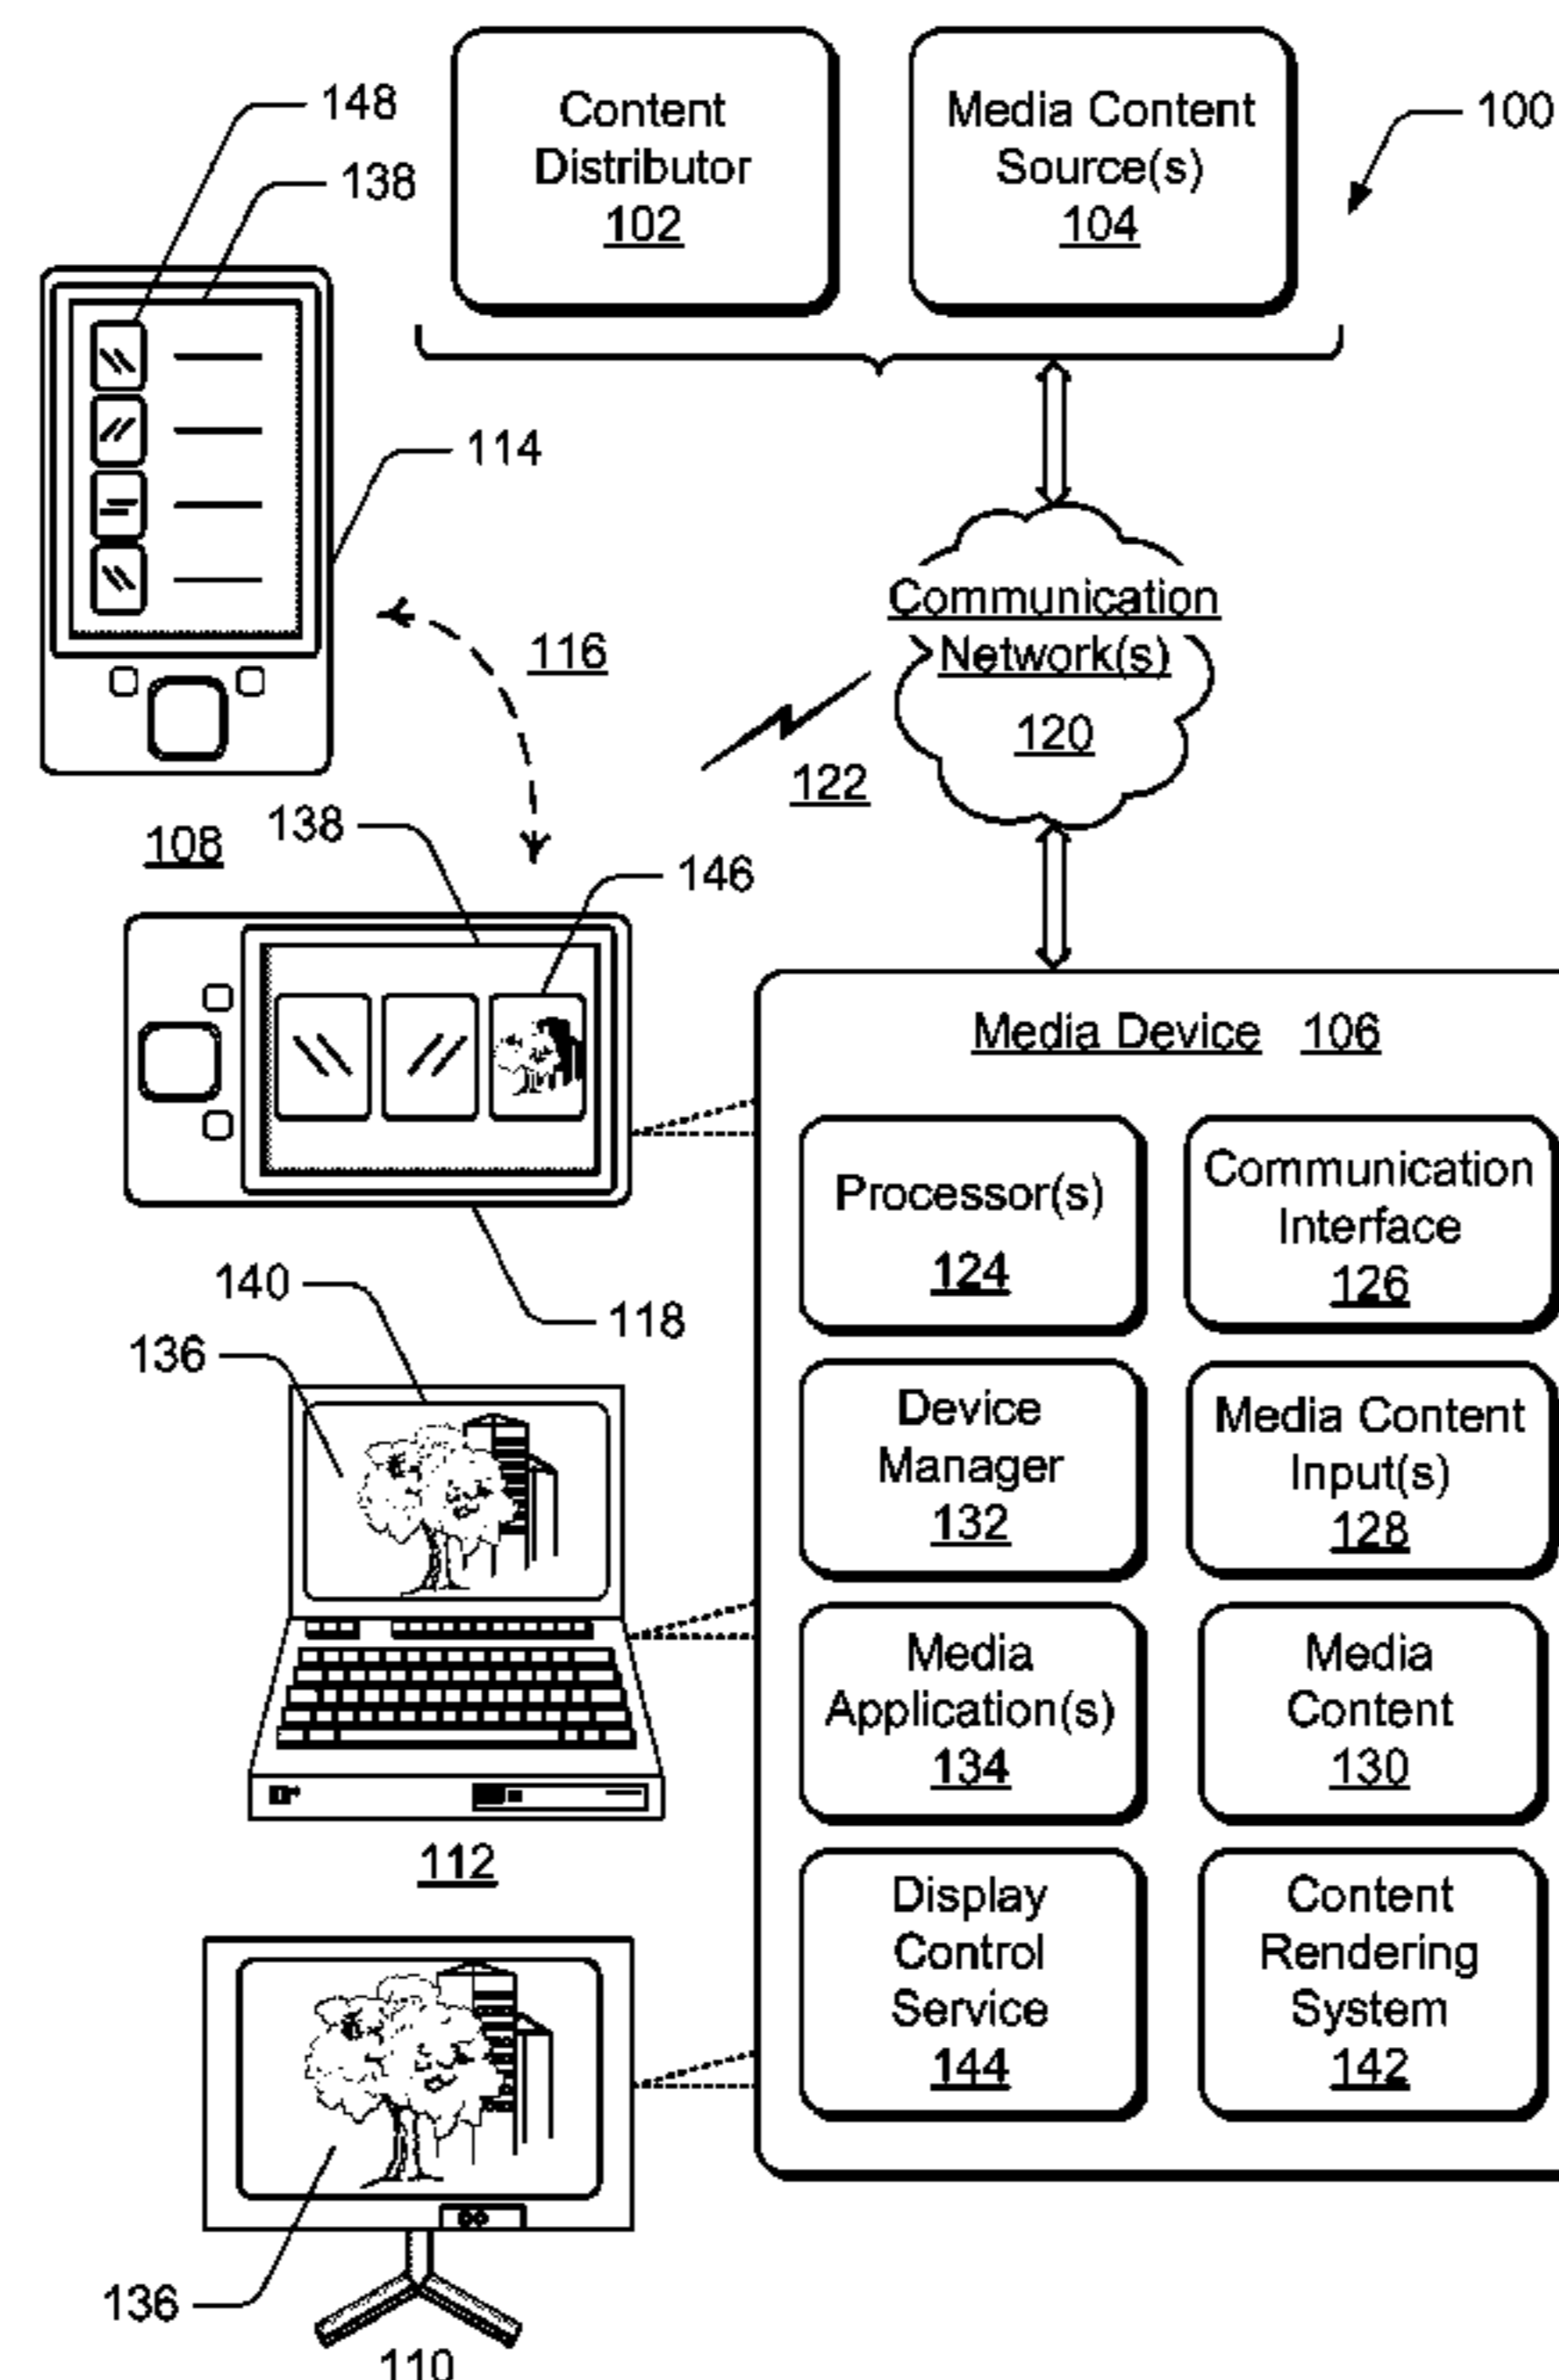 148
138
Content
Distributor
102
Media Content
Source(s)
104
100
114
116
Communication
Network(s)
120
122
108
138
146
118
140
136
112
136
110
Media Device 106
Processor(s)
124
Communication
Interface
126
Device
Manager
132
Media Content
Input(s)
128
Media
Application(s)
134
Media
Content
130
Display
Control
Service
144
Content
Rendering
System
142